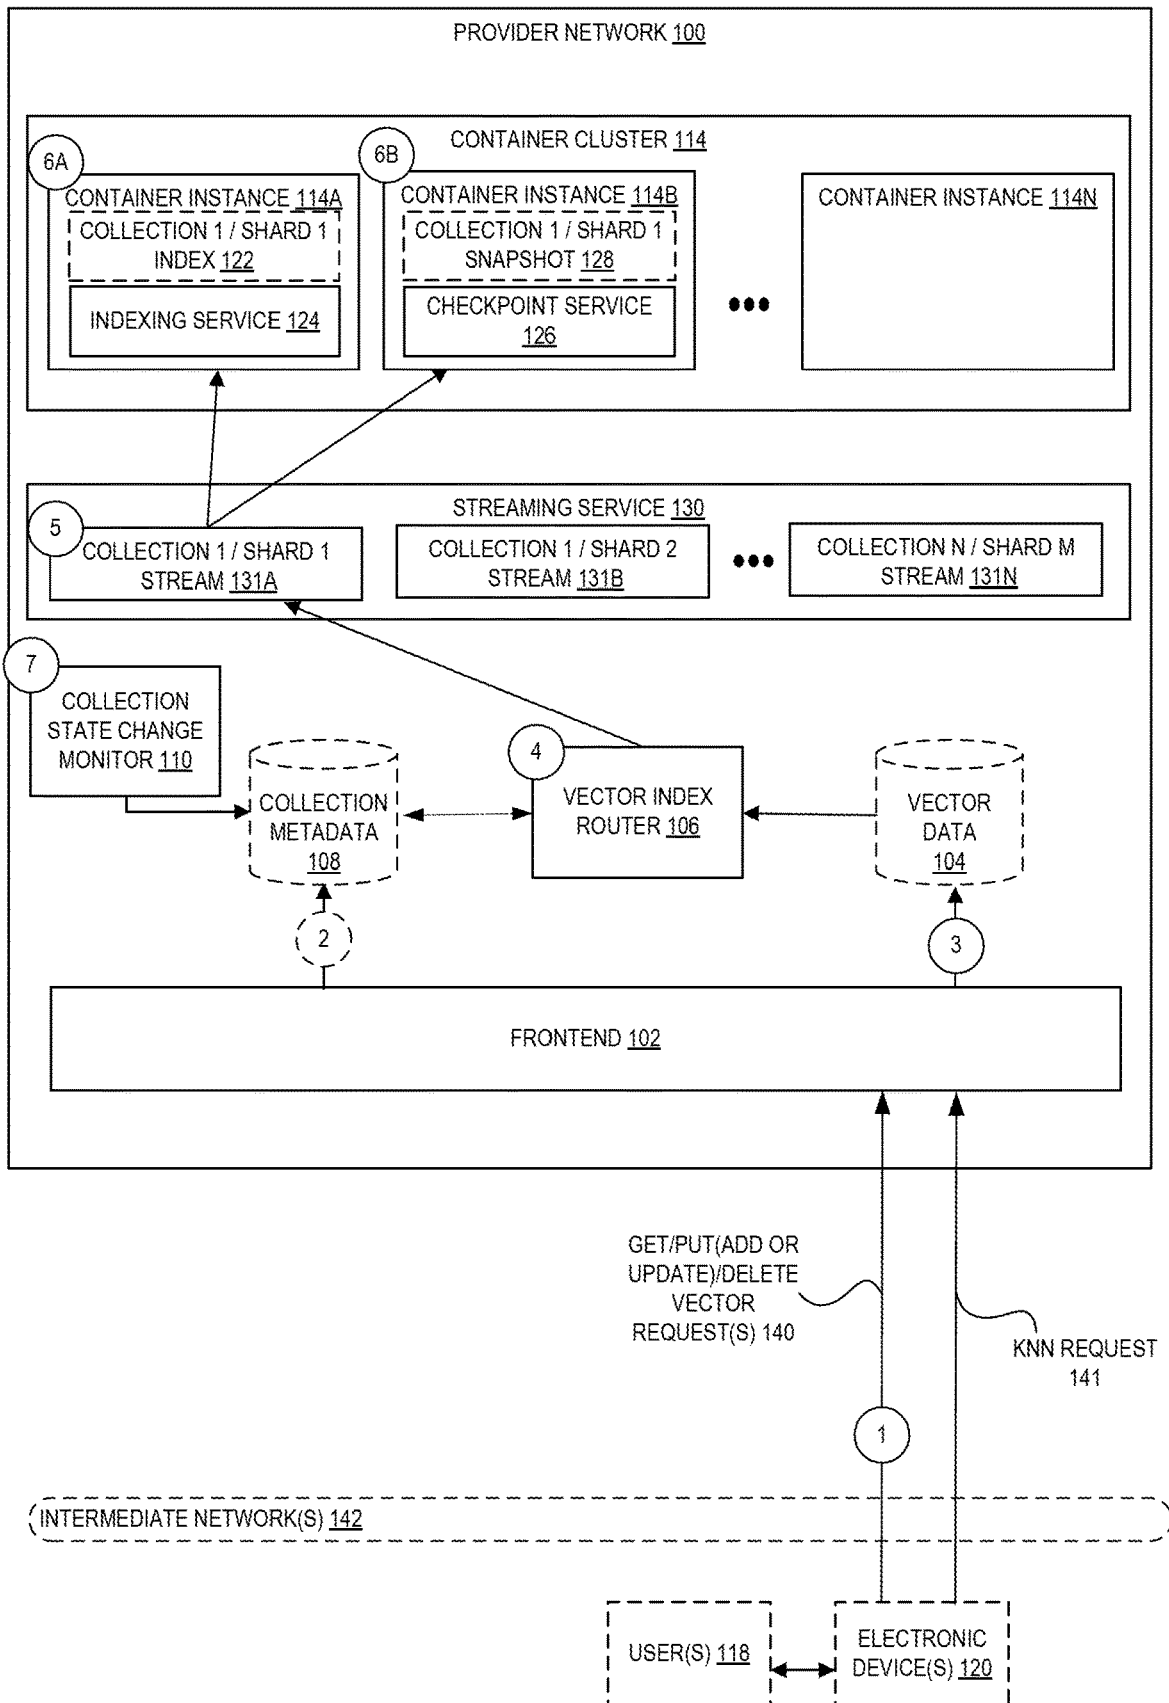 PROVIDER NETWORK 100
CONTAINER CLUSTER 114
6A
6B
CONTAINER INSTANCE 114A
COLLECTION 1 / SHARD 1
INDEX 122
INDEXING SERVICE 124
CONTAINER INSTANCE 114B
COLLECTION 1 / SHARD 1
SNAPSHOT 128
CHECKPOINT SERVICE
126
CONTAINER INSTANCE 114N
STREAMING SERVICE 130
5
COLLECTION 1 / SHARD 1
STREAM 131A
COLLECTION 1 / SHARD 2
STREAM 131B
COLLECTION N / SHARD M
STREAM 131N
7
COLLECTION
STATE CHANGE
MONITOR 110
COLLECTION
METADATA
108
4
VECTOR INDEX
ROUTER 106
VECTOR
DATA
104
2
3
FRONTEND 102
GET/PUT(ADD OR
UPDATE)/DELETE
VECTOR
REQUEST(S) 140
KNN REQUEST
141
1
INTERMEDIATE NETWORK(S) 142
USER(S) 118
ELECTRONIC
DEVICE(S) 120